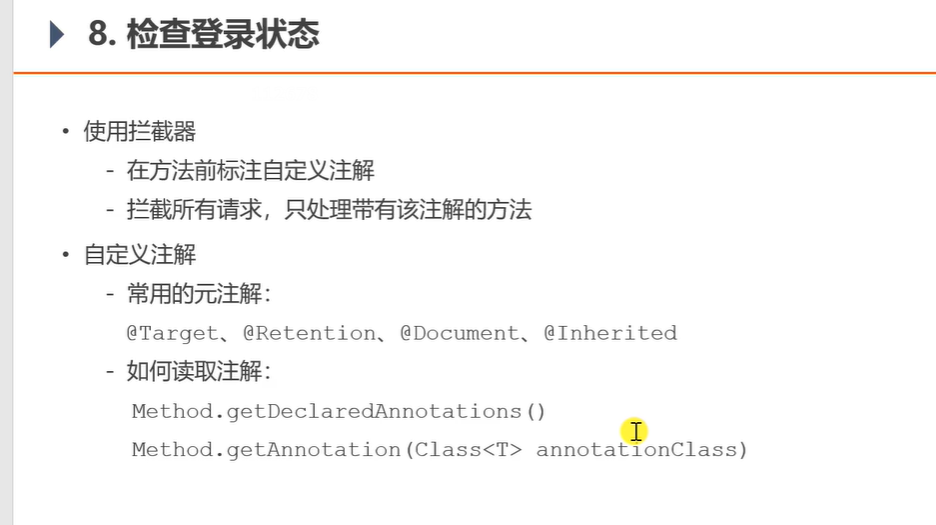 8. 检查登录状态
• 使用拦截器
- 在方法前标注自定义注解
- 拦截所有请求，只处理带有该注解的方法
• 自定义注解
- 常用的元注解：
@Target、@Retention、@Document、@Inherited
- 如何读取注解：
Method.getDeclaredAnnotations()
Method.getAnnotation(Class<T> annotationClass)